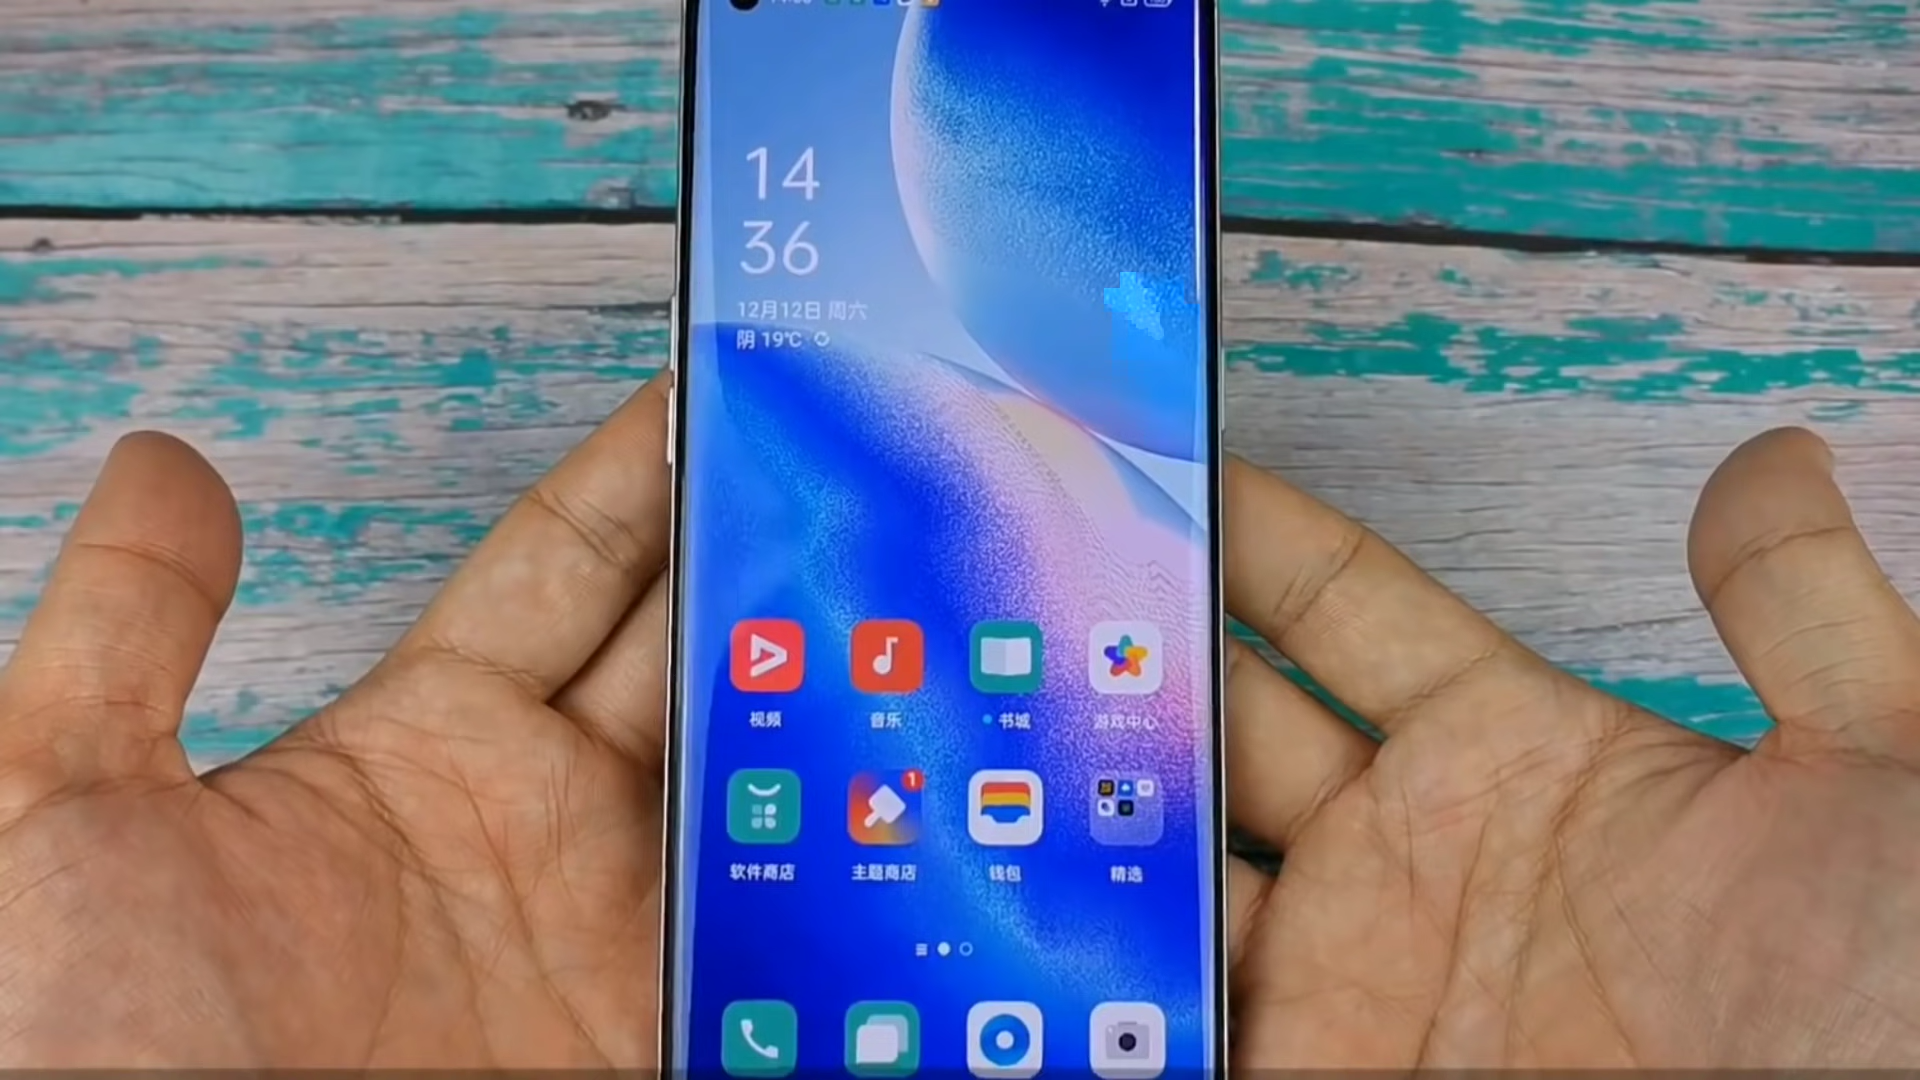 14
36
12月12日 周六
阴 19℃
视频 音乐 书城 游戏中心
1
软件商店 主题商店 钱包 精选